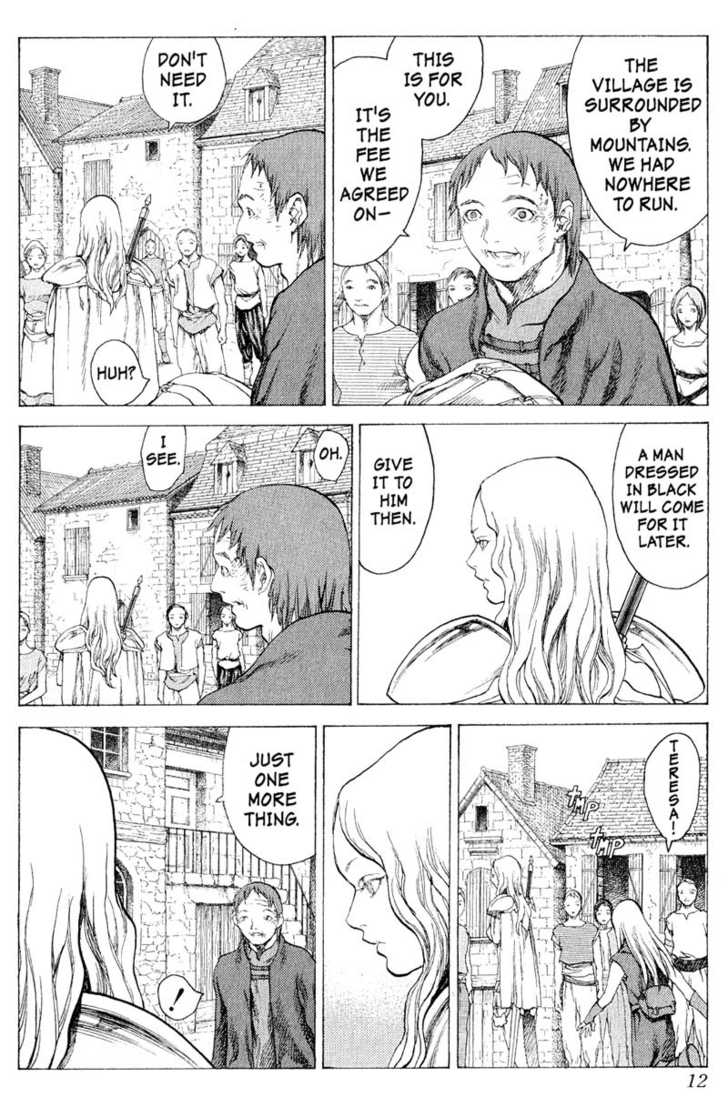 THE
VILLAGE IS
SURROUNDED
BY
MOUNTAINS.
WE HAD
NOWHERE
TO RUN.
THIS
IS FOR
YOU.
IT'S
THE
FEE
WE
AGREED
ON—
DON'T
NEED
IT.
HUH?
A MAN
DRESSED
IN BLACK
WILL COME
FOR IT
LATER.
GIVE
IT TO
HIM
THEN.
OH.
I
SEE.
TERESA!
TMP
TMP
JUST
ONE
MORE
THING.
!
12